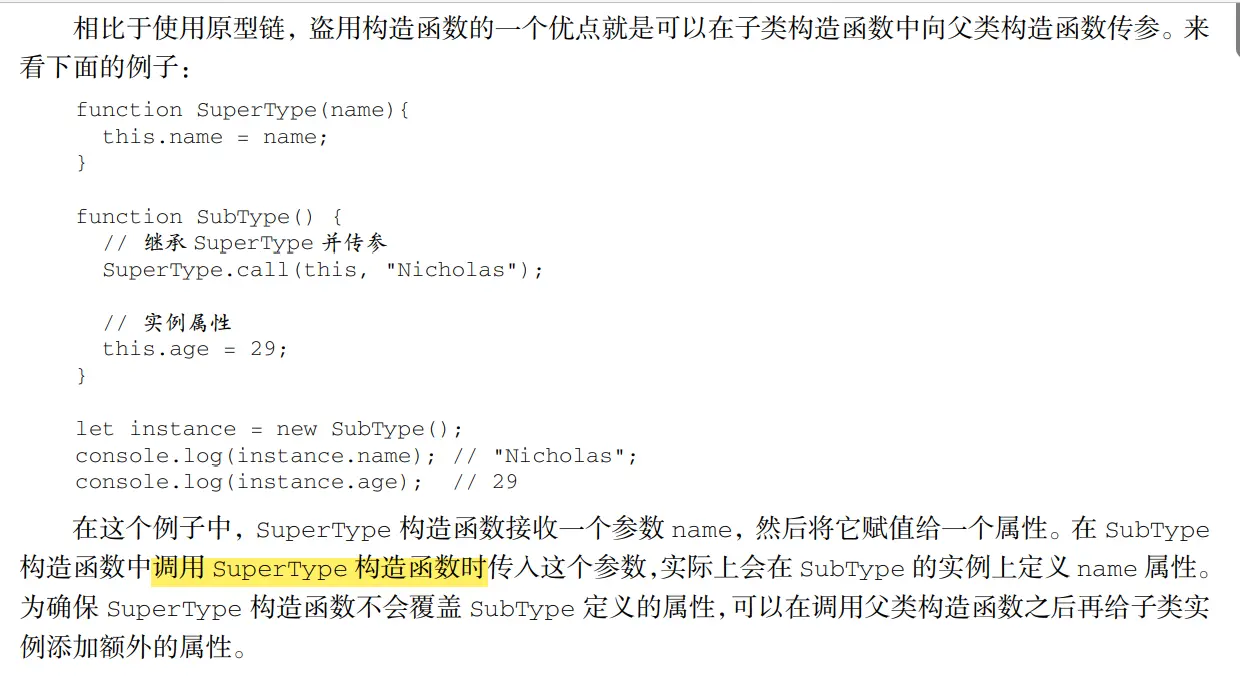 相比于使用原型链，盗用构造函数的一个优点就是可以在子类构造函数中向父类构造函数传参。来
看下面的例子：
function SuperType(name){
  this.name = name;
}
function SubType() {
  // 继承 SuperType 并传参
  SuperType.call(this, "Nicholas");
  // 实例属性
  this.age = 29;
}
let instance = new SubType();
console.log(instance.name); // "Nicholas";
console.log(instance.age);  // 29
在这个例子中，SuperType 构造函数接收一个参数 name，然后将它赋值给一个属性。在 SubType
构造函数中调用 SuperType 构造函数时传入这个参数，实际上会在 SubType 的实例上定义 name 属性。
为确保 SuperType 构造函数不会覆盖 SubType 定义的属性，可以在调用父类构造函数之后再给子类实
例添加额外的属性。